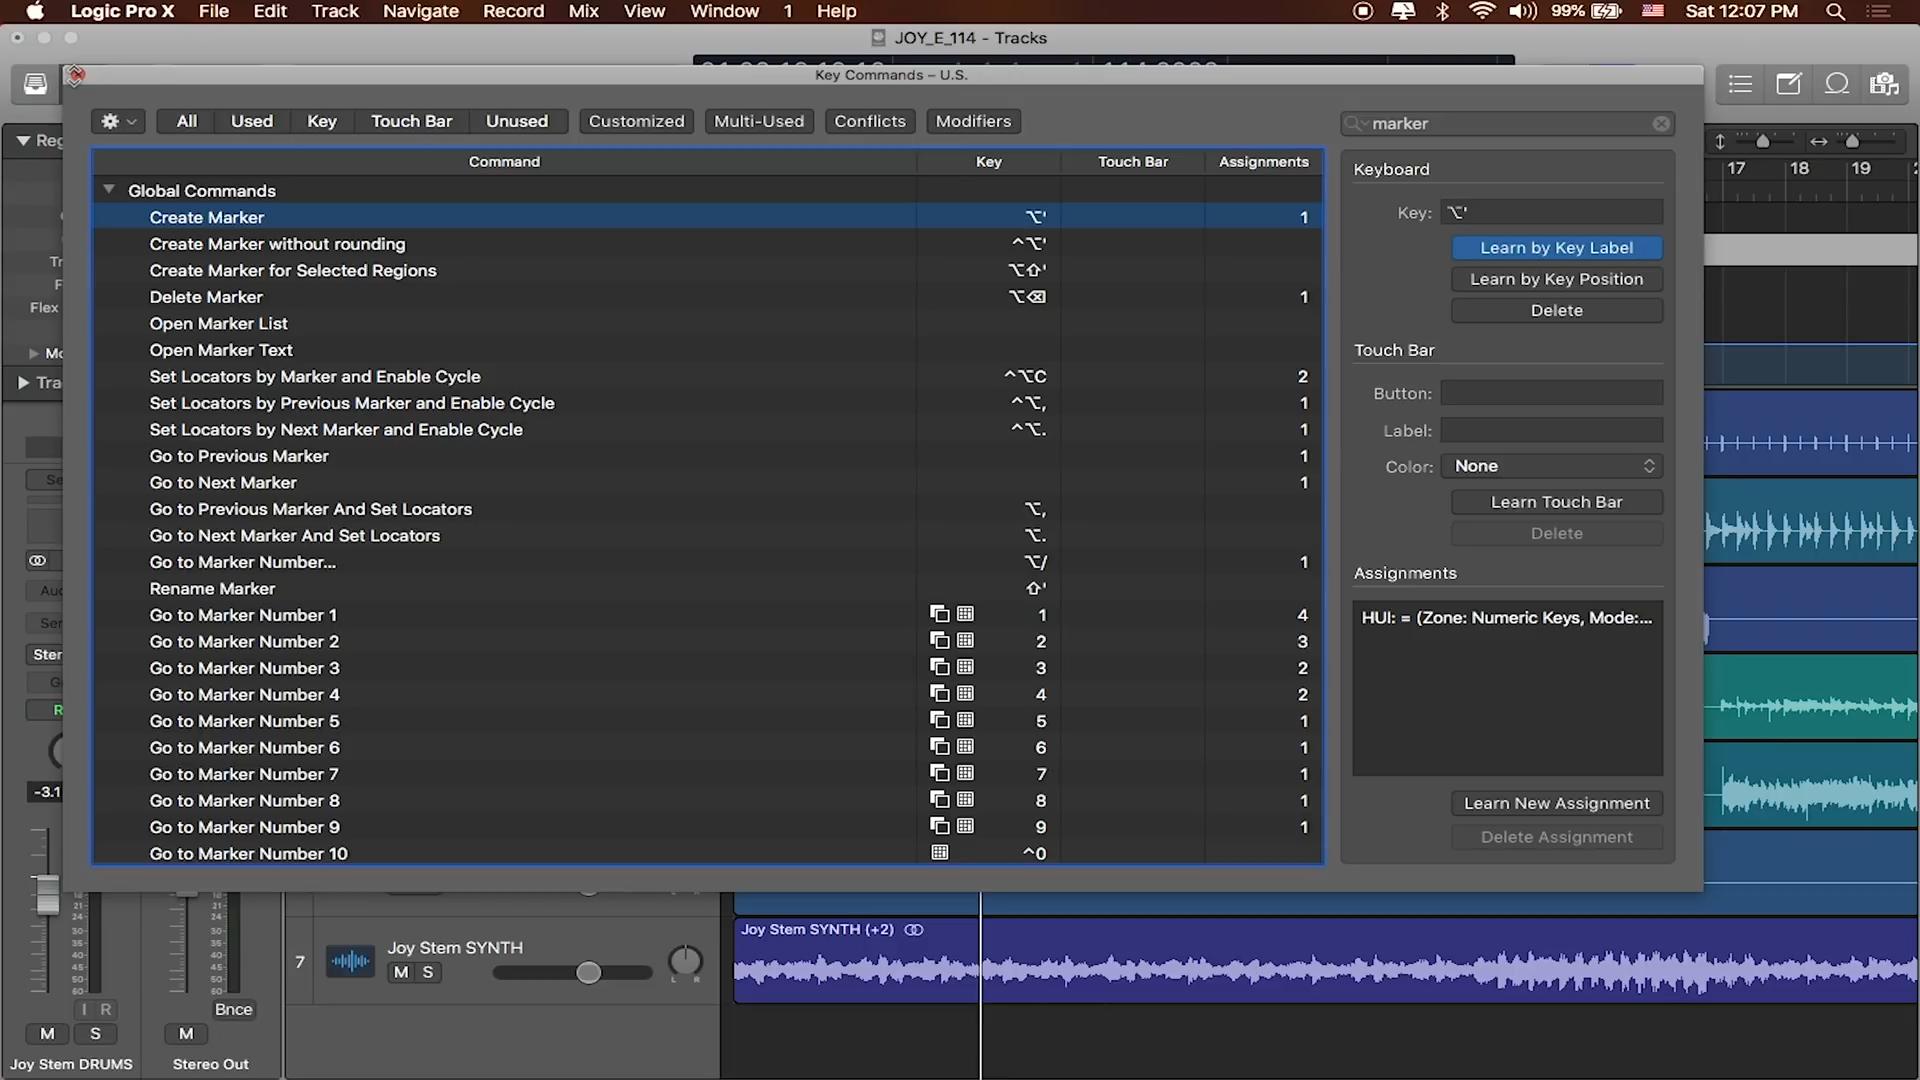 Logic Pro X File Edit Track Navigate Record Mix View Window 1 Help 99% Sat 12:07 PM
JOY_E_114 - Tracks
Key Commands – U.S.
All Used Key Touch Bar Unused Customized Multi-Used Conflicts Modifiers marker
Command Key Touch Bar Assignments
Global Commands
Create Marker ⌥' 1
Create Marker without rounding ^⌥'
Create Marker for Selected Regions ⌥⇧'
Delete Marker ⌥⌫ 1
Open Marker List
Open Marker Text
Set Locators by Marker and Enable Cycle ^⌥C 2
Set Locators by Previous Marker and Enable Cycle ^⌥, 1
Set Locators by Next Marker and Enable Cycle ^⌥. 1
Go to Previous Marker 1
Go to Next Marker 1
Go to Previous Marker And Set Locators ⌥,
Go to Next Marker And Set Locators ⌥.
Go to Marker Number... ⌥/ 1
Rename Marker ⇧'
Go to Marker Number 1 1 4
Go to Marker Number 2 2 3
Go to Marker Number 3 3 2
Go to Marker Number 4 4 2
Go to Marker Number 5 5 1
Go to Marker Number 6 6 1
Go to Marker Number 7 7 1
Go to Marker Number 8 8 1
Go to Marker Number 9 9 1
Go to Marker Number 10 ^0
Keyboard
Key: ⌥'
Learn by Key Label
Learn by Key Position
Delete
Touch Bar
Button:
Label:
Color: None
Learn Touch Bar
Delete
Assignments
HUI: = (Zone: Numeric Keys, Mode:...
Learn New Assignment
Delete Assignment
17 18 19
Reg
Flex
-3.1
Joy Stem SYNTH (+2)
7 Joy Stem SYNTH
M S
L R
I R Bnce
M S M
Joy Stem DRUMS Stereo Out